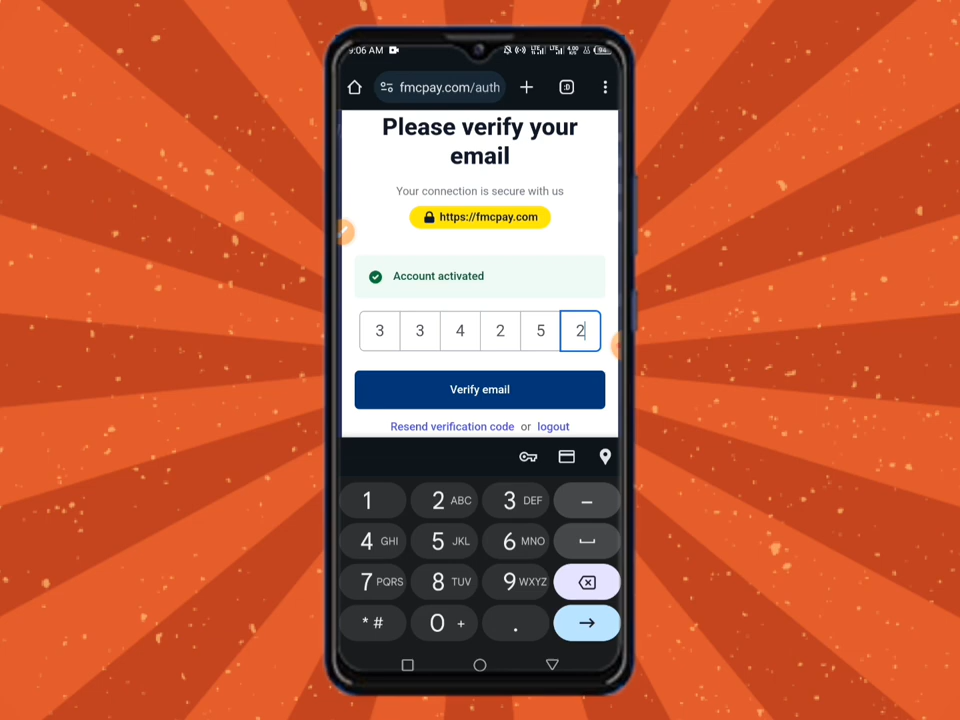 9:06 AM
fmcpay.com/auth
:D
Please verify your
email
Your connection is secure with us
https://fmcpay.com
Account activated
3 3 4 2 5 2
Verify email
Resend verification code or logout
1 2 ABC 3 DEF –
4 GHI 5 JKL 6 MNO
7 PQRS 8 TUV 9 WXYZ
* # 0 + .